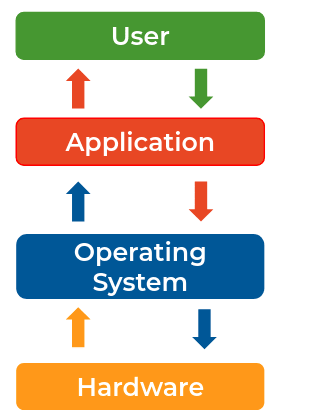 User
Application
Operating
System
Hardware